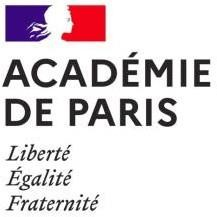 ACADÉMIE
DE PARIS
Liberté
Égalité
Fraternité